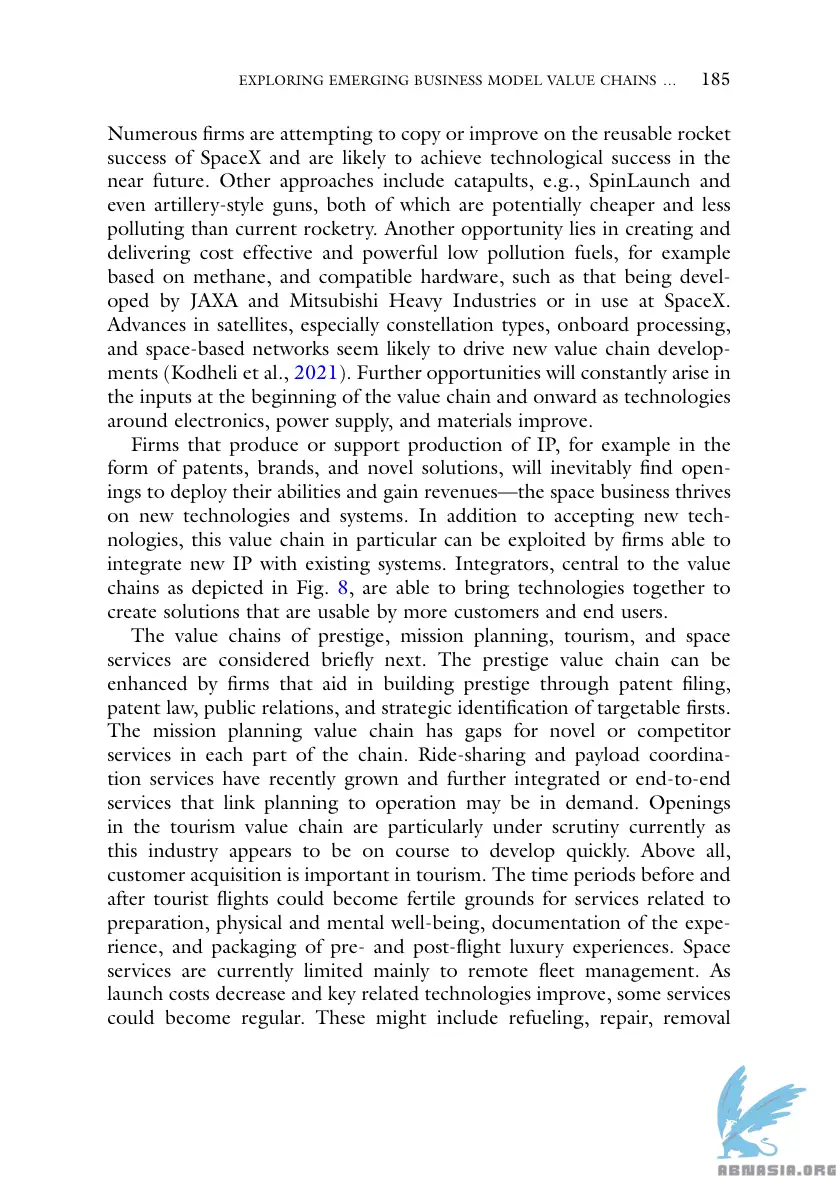 EXPLORING EMERGING BUSINESS MODEL VALUE CHAINS … 185
Numerous firms are attempting to copy or improve on the reusable rocket
success of SpaceX and are likely to achieve technological success in the
near future. Other approaches include catapults, e.g., SpinLaunch and
even artillery-style guns, both of which are potentially cheaper and less
polluting than current rocketry. Another opportunity lies in creating and
delivering cost effective and powerful low pollution fuels, for example
based on methane, and compatible hardware, such as that being devel-
oped by JAXA and Mitsubishi Heavy Industries or in use at SpaceX.
Advances in satellites, especially constellation types, onboard processing,
and space-based networks seem likely to drive new value chain develop-
ments (Kodheli et al., 2021). Further opportunities will constantly arise in
the inputs at the beginning of the value chain and onward as technologies
around electronics, power supply, and materials improve.
Firms that produce or support production of IP, for example in the
form of patents, brands, and novel solutions, will inevitably find open-
ings to deploy their abilities and gain revenues—the space business thrives
on new technologies and systems. In addition to accepting new tech-
nologies, this value chain in particular can be exploited by firms able to
integrate new IP with existing systems. Integrators, central to the value
chains as depicted in Fig. 8, are able to bring technologies together to
create solutions that are usable by more customers and end users.
The value chains of prestige, mission planning, tourism, and space
services are considered briefly next. The prestige value chain can be
enhanced by firms that aid in building prestige through patent filing,
patent law, public relations, and strategic identification of targetable firsts.
The mission planning value chain has gaps for novel or competitor
services in each part of the chain. Ride-sharing and payload coordina-
tion services have recently grown and further integrated or end-to-end
services that link planning to operation may be in demand. Openings
in the tourism value chain are particularly under scrutiny currently as
this industry appears to be on course to develop quickly. Above all,
customer acquisition is important in tourism. The time periods before and
after tourist flights could become fertile grounds for services related to
preparation, physical and mental well-being, documentation of the expe-
rience, and packaging of pre- and post-flight luxury experiences. Space
services are currently limited mainly to remote fleet management. As
launch costs decrease and key related technologies improve, some services
could become regular. These might include refueling, repair, removal
ABNASIA.ORG